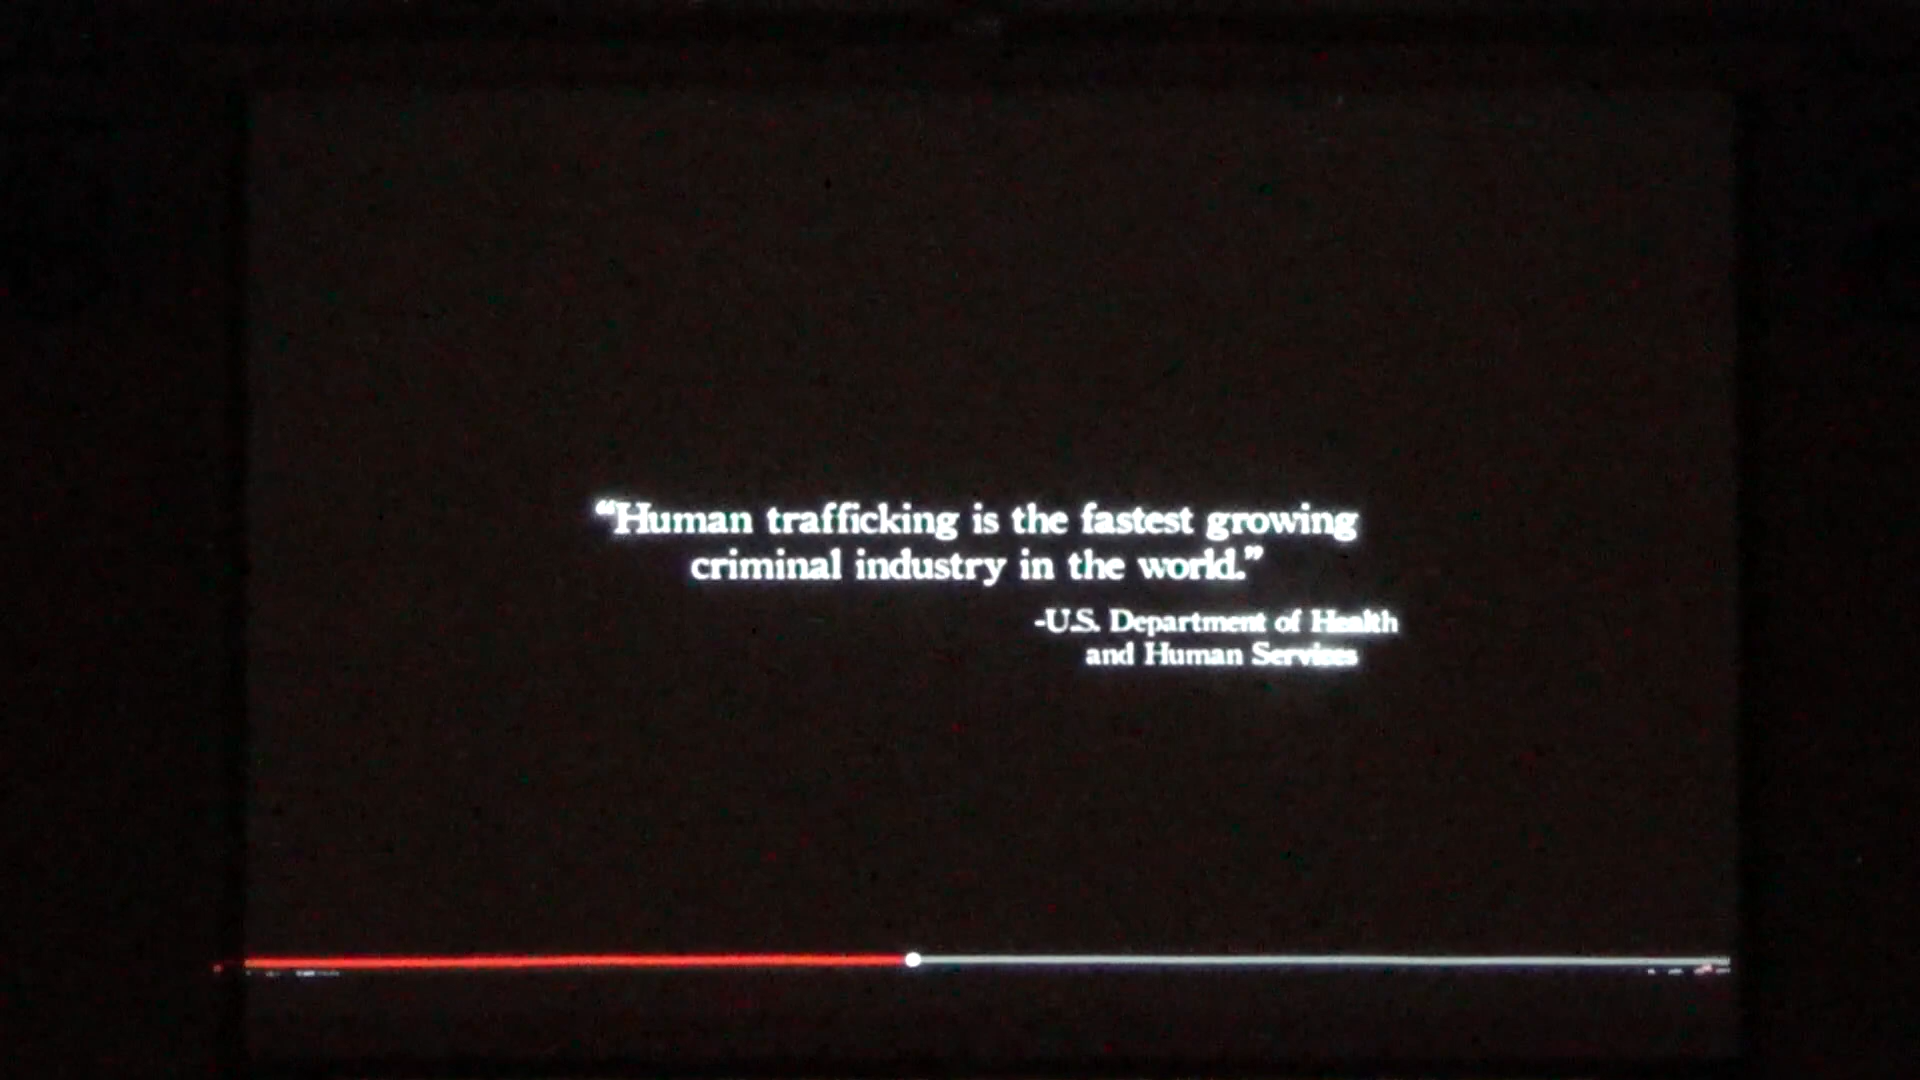 “Human trafficking is the fastest growing
criminal industry in the world.”
-U.S. Department of Health
and Human Services